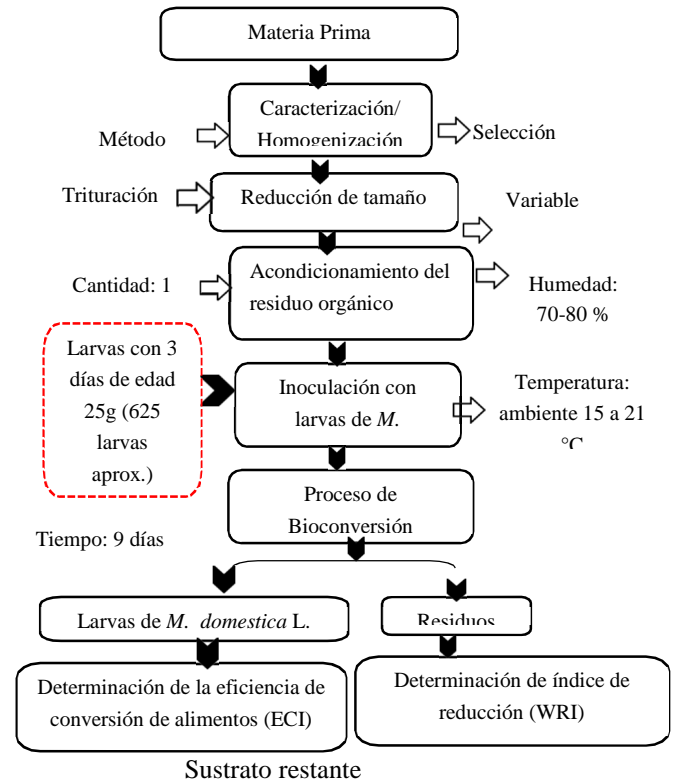 Materia Prima
Caracterización/
Homogenización
Método
Selección
Trituración
Reducción de tamaño
Variable
Cantidad: 1
Acondicionamiento del
residuo orgánico
Humedad:
70-80 %
Larvas con 3
días de edad
25g (625
larvas
aprox.)
Inoculación con
larvas de M.
Temperatura:
ambiente 15 a 21
°C
Proceso de
Bioconversión
Tiempo: 9 días
Larvas de M. domestica L.
Residuos
Determinación de la eficiencia de
conversión de alimentos (ECI)
Determinación de índice de
reducción (WRI)
Sustrato restante